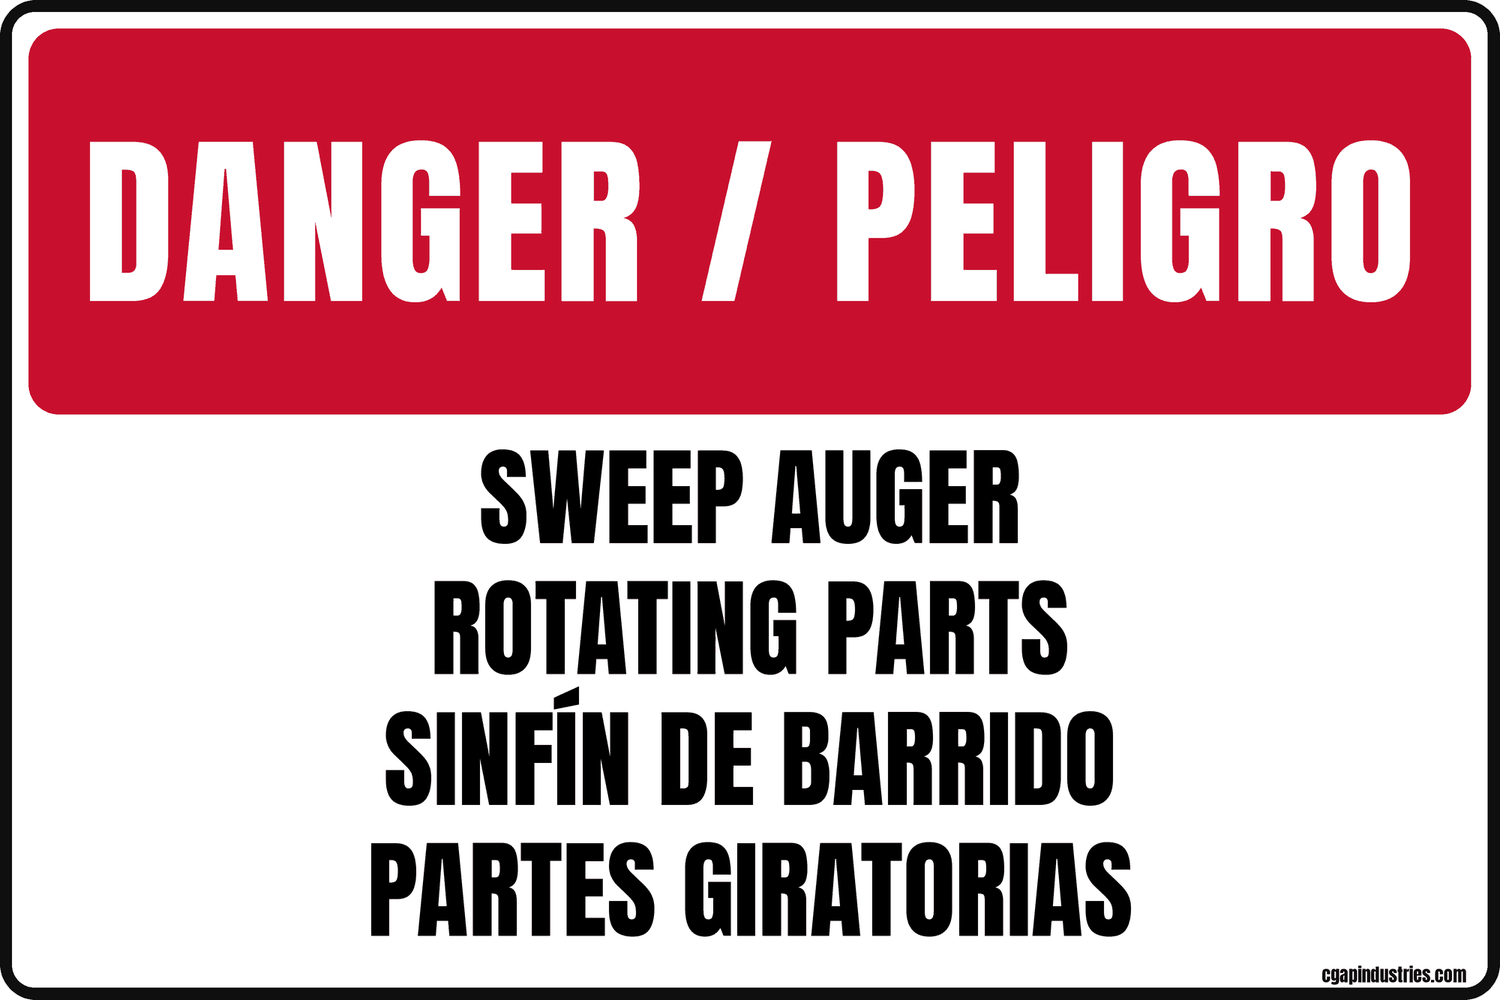 DANGER / PELIGRO
SWEEP AUGER
ROTATING PARTS
SINFÍN DE BARRIDO
PARTES GIRATORIAS
cgapindustries.com